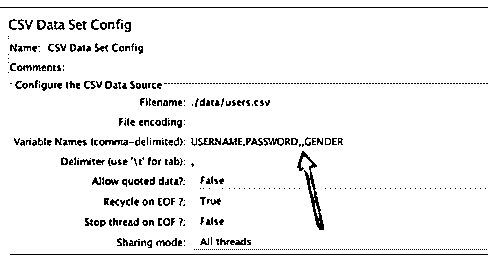 CSV Data Set Config
Name: CSV Data Set Config
Comments:
Configure the CSV Data Source
Filename: ./data/users.csv
File encoding:
Variable Names (comma-delimited): USERNAME,PASSWORD,,GENDER
Delimiter (use '\t' for tab): ,
Allow quoted data?: False
Recycle on EOF ?: True
Stop thread on EOF ?: False
Sharing mode: All threads